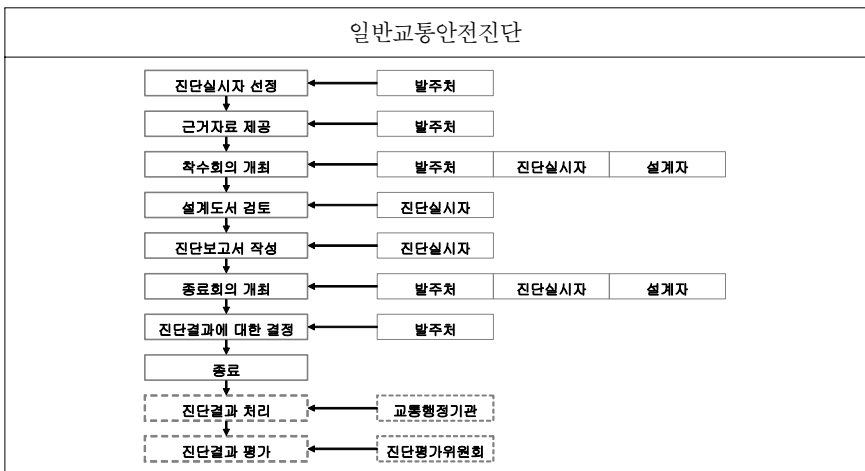 일반교통안전진단
진단실시자 선정 발주처
근거자료 제공 발주처
착수회의 개최 발주처 진단실시자 설계자
설계도서 검토 진단실시자
진단보고서 작성 진단실시자
종료회의 개최 발주처 진단실시자 설계자
진단결과에 대한 결정 발주처
종료
진단결과 처리 교통행정기관
진단결과 평가 진단평가위원회